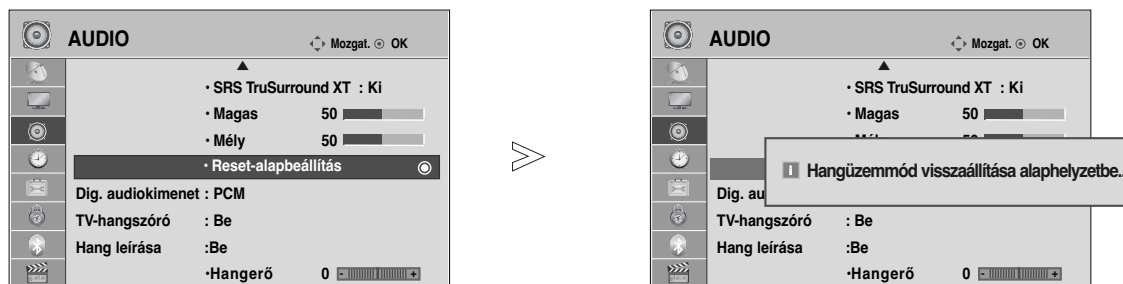 AUDIO Mozgat. OK
• SRS TruSurround XT : Ki
• Magas 50
• Mély 50
• Reset-alapbeállítás
Dig. audiokimenet : PCM
TV-hangszóró : Be
Hang leírása :Be
•Hangerő 0 - +
AUDIO Mozgat. OK
• SRS TruSurround XT : Ki
• Magas 50
Hangüzemmód visszaállítása alaphelyzetbe..
Dig. au
TV-hangszóró : Be
Hang leírása :Be
•Hangerő 0 - +